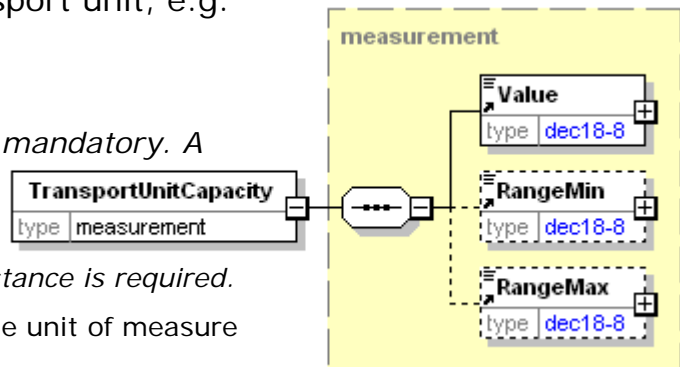 sport unit, e.g.
measurement
Value
type dec18-8
mandatory. A
TransportUnitCapacity
type measurement
RangeMin
type dec18-8
stance is required.
e unit of measure
RangeMax
type dec18-8